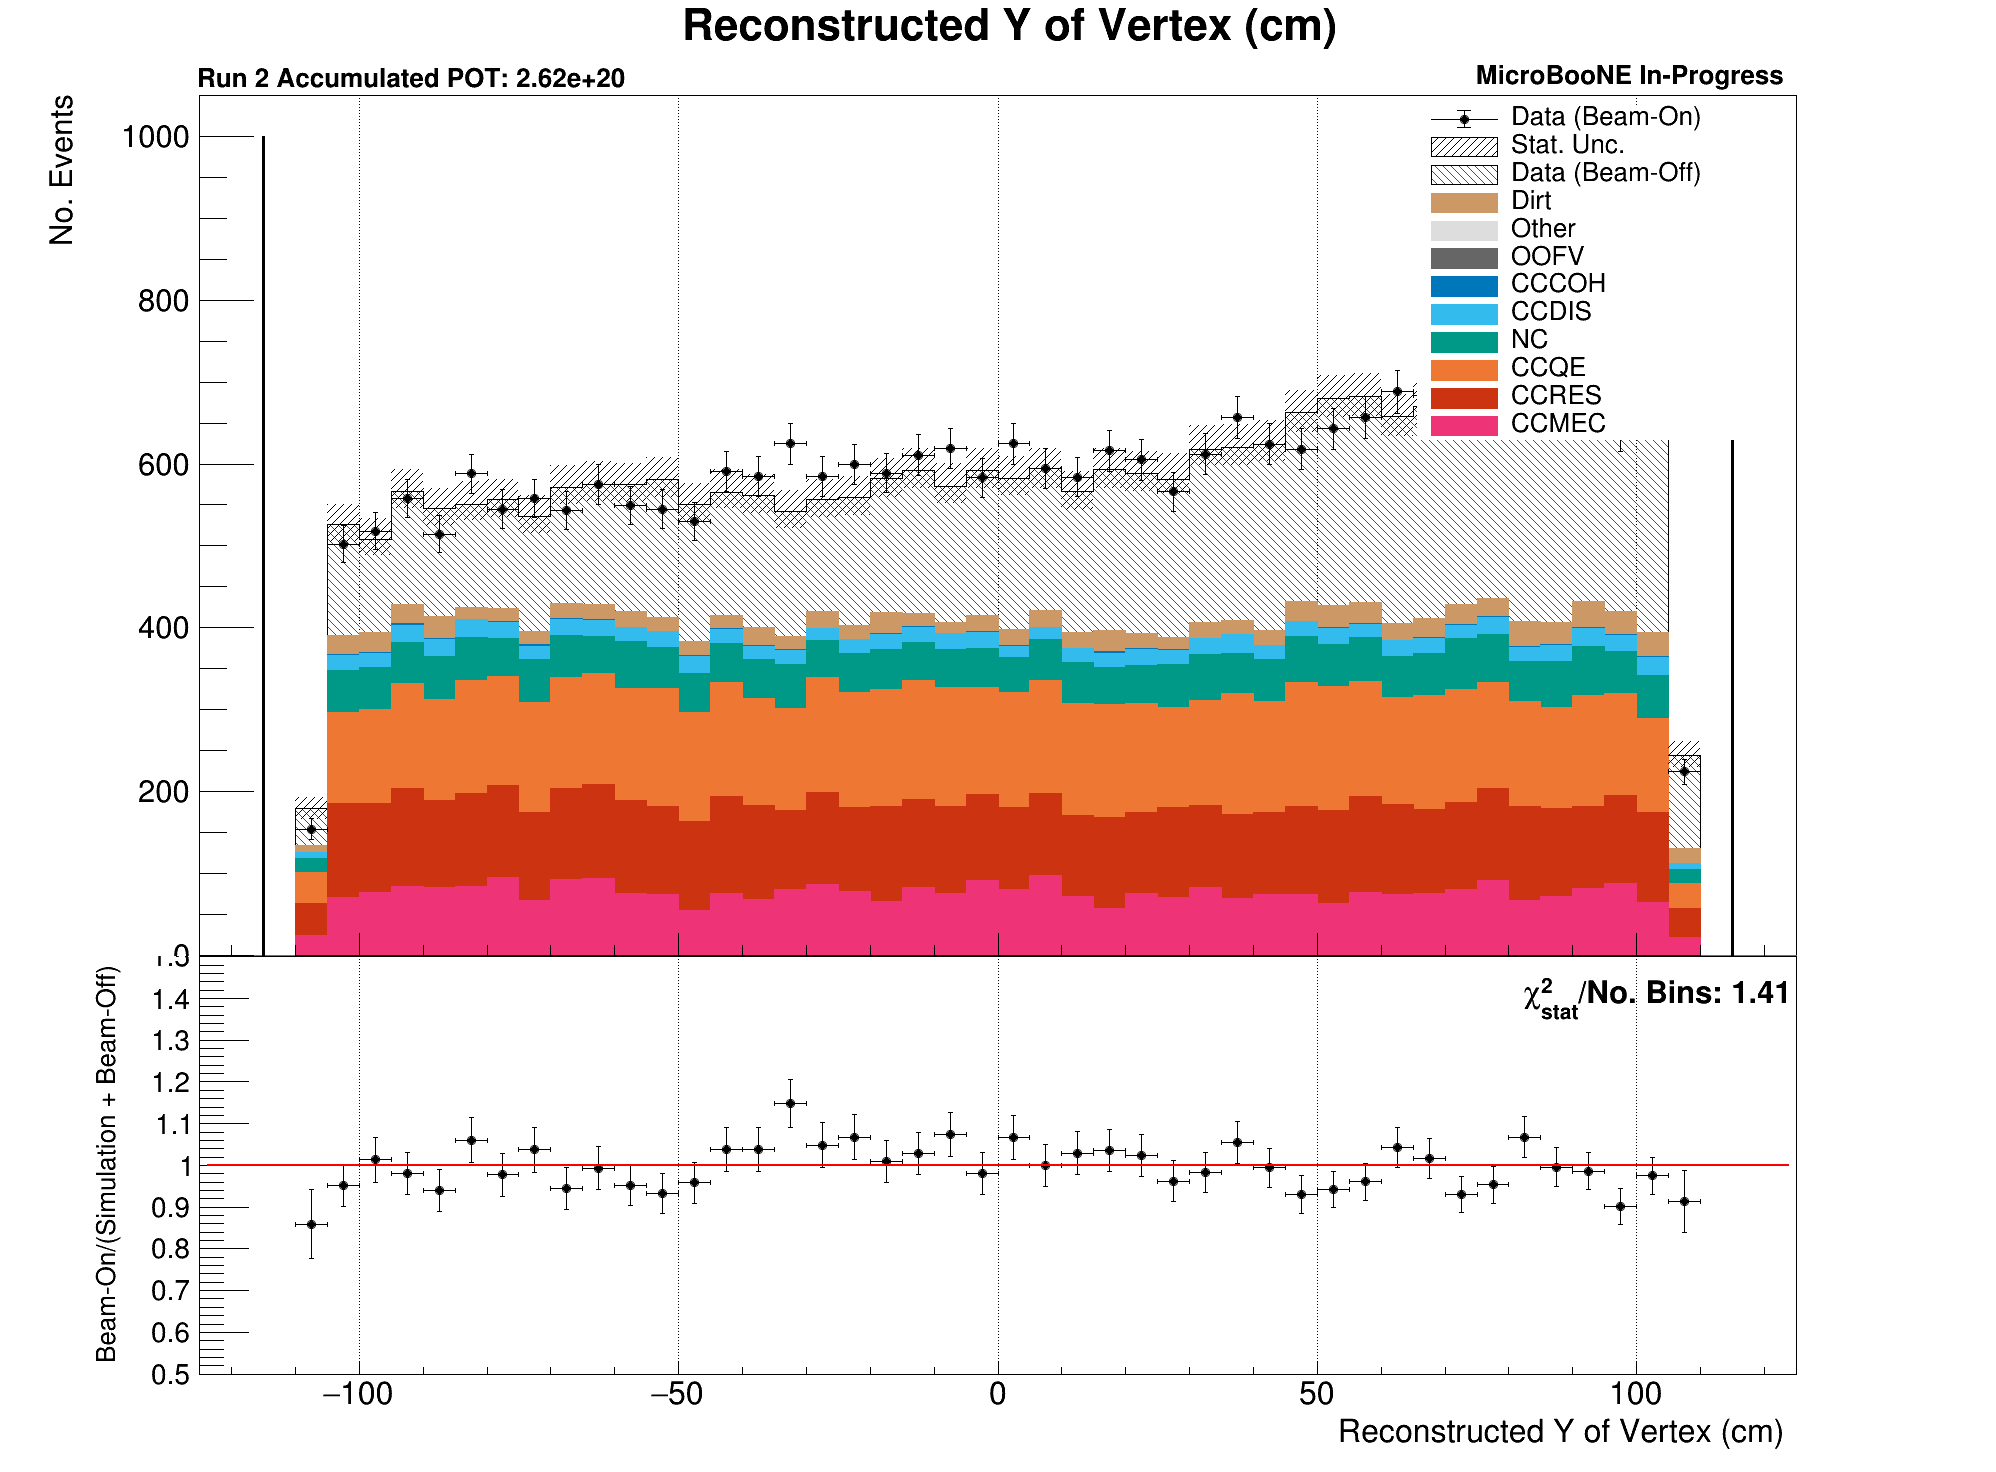 Reconstructed Y of Vertex (cm)
Run 2 Accumulated POT: 2.62e+20
MicroBooNE In-Progress
No. Events
1000
800
600
400
200
0
Data (Beam-On)
Stat. Unc.
Data (Beam-Off)
Dirt
Other
OOFV
CCCOH
CCDIS
NC
CCQE
CCRES
CCMEC
Beam-On/(Simulation + Beam-Off)
1.5
1.4
1.3
1.2
1.1
1
0.9
0.8
0.7
0.6
0.5
χ²stat/No. Bins: 1.41
−100
−50
0
50
100
Reconstructed Y of Vertex (cm)